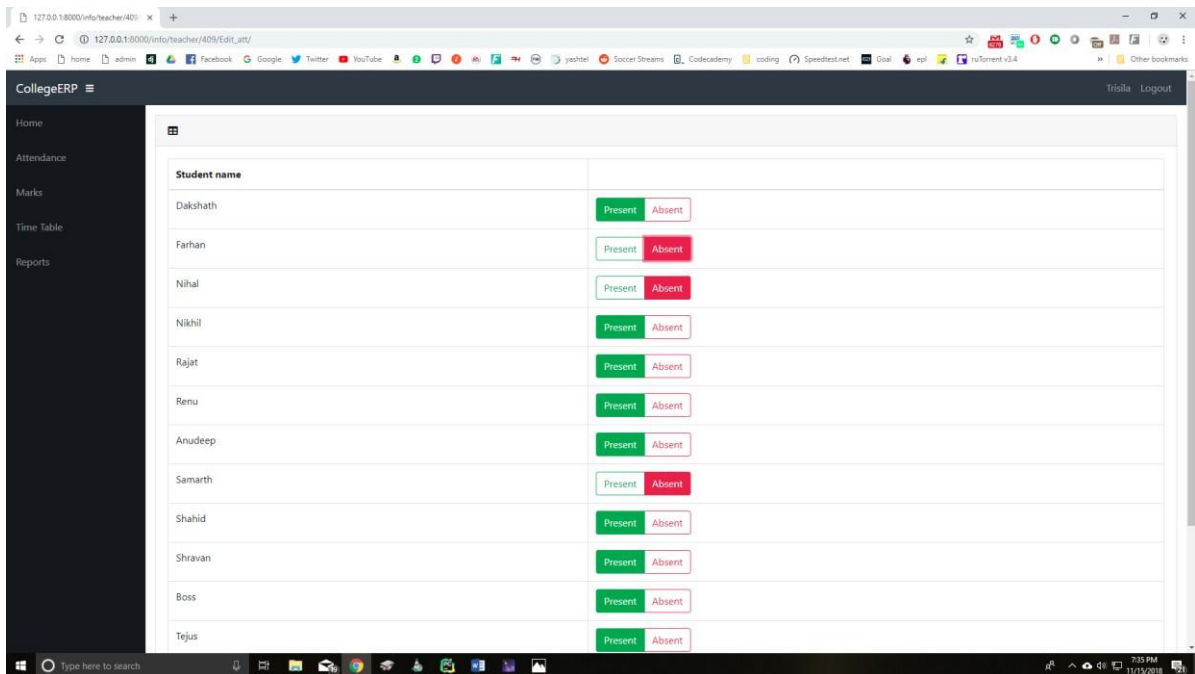 127.0.0.1:8000/info/teacher/409
127.0.0.1:8000/info/teacher/409/Edit_att/
Apps home admin Facebook Google Twitter YouTube yashtel Soccer Streams Codecademy coding Speedtest.net Goal epl ruTorrent v3.4 Other bookmarks
CollegeERP Trisila Logout
Home
Attendance
Marks
Time Table
Reports
Student name
Dakshath Present Absent
Farhan Present Absent
Nihal Present Absent
Nikhil Present Absent
Rajat Present Absent
Renu Present Absent
Anudeep Present Absent
Samarth Present Absent
Shahid Present Absent
Shravan Present Absent
Boss Present Absent
Tejus Present Absent
Type here to search
7:35 PM
11/15/2018